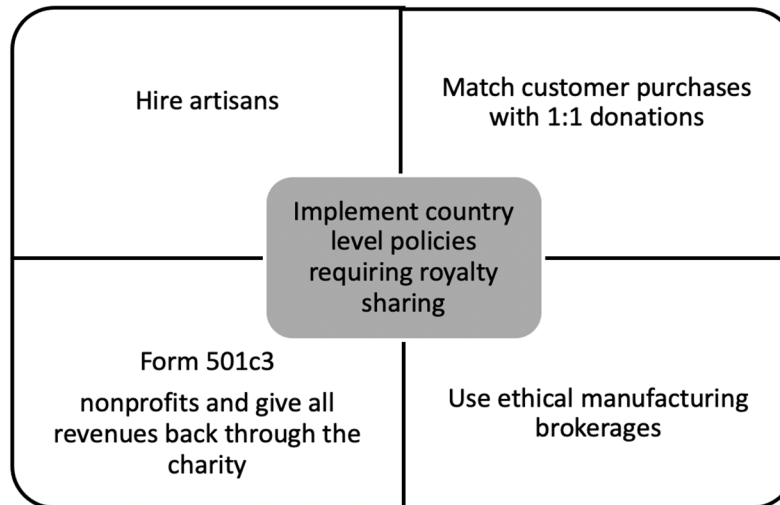 Hire artisans
Match customer purchases
with 1:1 donations
Implement country
level policies
requiring royalty
sharing
Form 501c3
nonprofits and give all
revenues back through the
charity
Use ethical manufacturing
brokerages